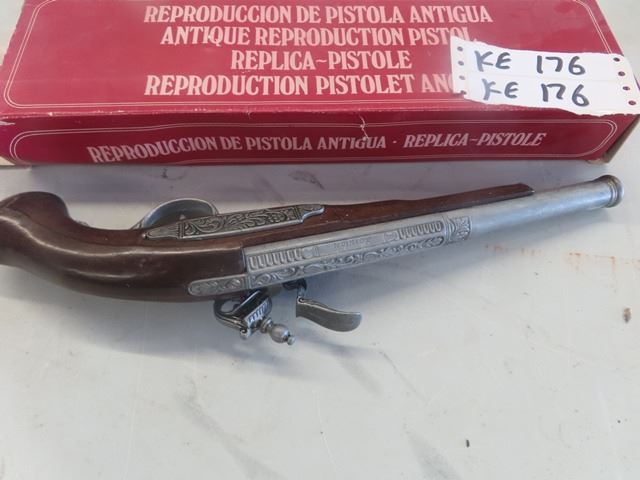 REPRODUCCION DE PISTOLA ANTIGUA
ANTIQUE REPRODUCTION PISTOL
REPLICA~PISTOLE
REPRODUCTION PISTOLET
REPRODUCCION DE PISTOLA ANTIGUA · REPLICA~PISTOLE
KE 176
KE 176
LONDON